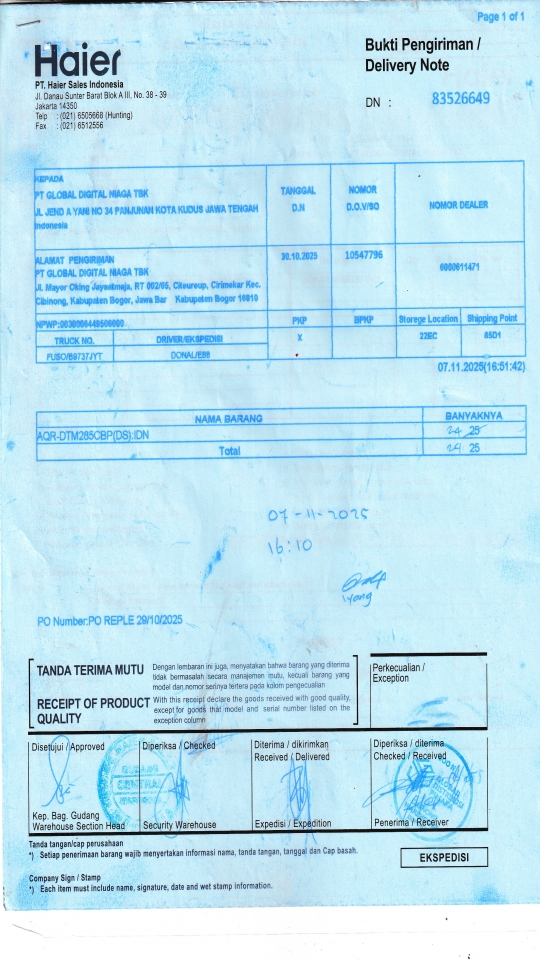 Page 1 of 1
Haier
Bukti Pengiriman /
Delivery Note
PT. Haier Sales Indonesia
Jl. Danau Sunter Barat Blok A III, No. 38 - 39
Jakarta 14350
Telp : (021) 6505668 (Hunting)
Fax : (021) 6512556
DN : 83526649
KEPADA
PT GLOBAL DIGITAL NIAGA TBK
JL JEND A YANI NO 34 PANJUNAN KOTA KUDUS JAWA TENGAH
Indonesia
TANGGAL
D.N
NOMOR
D.O.V/SO
NOMOR DEALER
ALAMAT PENGIRIMAN
PT GLOBAL DIGITAL NIAGA TBK
Jl. Mayor Oking Jayaatmaja, RT 002/05, Citeureup, Cirimekar Kec.
Cibinong, Kabupaten Bogor, Jawa Bar Kabupaten Bogor 16810
30.10.2025
10547796
6000611471
PKP
BPKP
Storege Location
Shipping Point
TRUCK NO.
DRIVER/EKSPEDISI
X
22EC
85D1
FUSO/B9737JYT
DONAL/EBB
07.11.2025(16:51:42)
NAMA BARANG
BANYAKNYA
AQR-DTM285CBP(DS):IDN
24 25
Total
24 25
07-11-2025
16:10
Iyang
PO Number:PO REPLE 29/10/2025
TANDA TERIMA MUTU
Dengan lembaran ini juga, menyatakan bahwa barang yang diterima
tidak bermasalah secara manajemen mutu, kecuali barang yang
model dan nomor serinya tertera pada kolom pengecualian
RECEIPT OF PRODUCT
QUALITY
With this receipt declare the goods received with good quality,
except for goods that model and serial number listed on the
exception column
Perkecualian /
Exception
Disetujui / Approved
Diperiksa / Checked
Diterima / dikirimkan
Received / Delivered
Diperiksa / diterima
Checked / Received
GUDANG
CENTRAL
Kep. Bag. Gudang
Warehouse Section Head
Security Warehouse
Expedisi / Expedition
Penerima / Receiver
Tanda tangan/cap perusahaan
*) Setiap penerimaan barang wajib menyertakan informasi nama, tanda tangan, tanggal dan Cap basah.
EKSPEDISI
Company Sign / Stamp
*) Each item must include name, signature, date and wet stamp information.